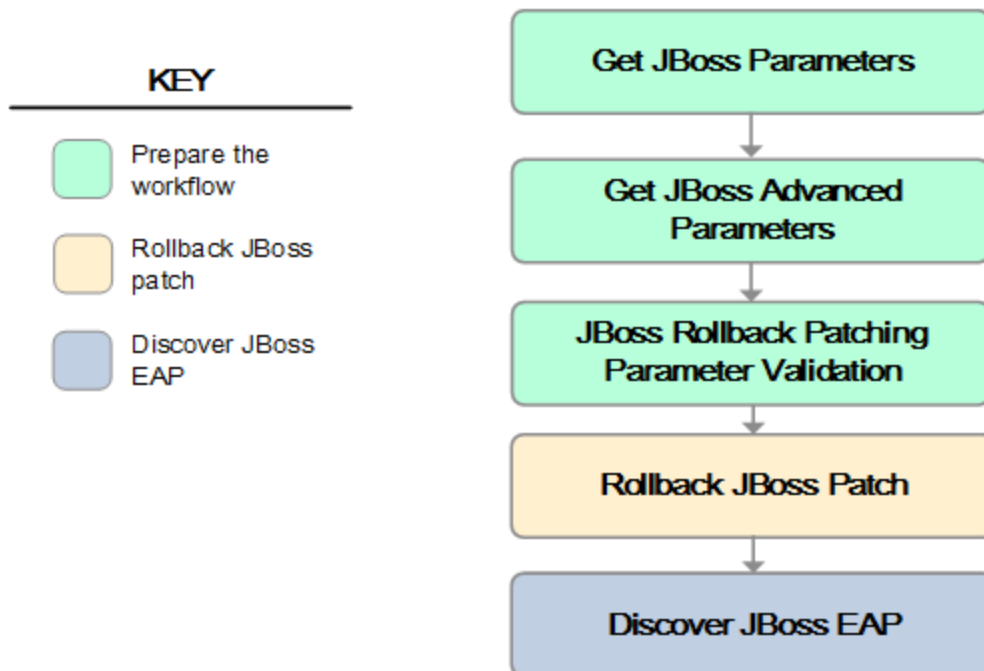 KEY
Prepare the
workflow
Rollback JBoss
patch
Discover JBoss
EAP
Get JBoss Parameters
Get JBoss Advanced
Parameters
JBoss Rollback Patching
Parameter Validation
Rollback JBoss Patch
Discover JBoss EAP